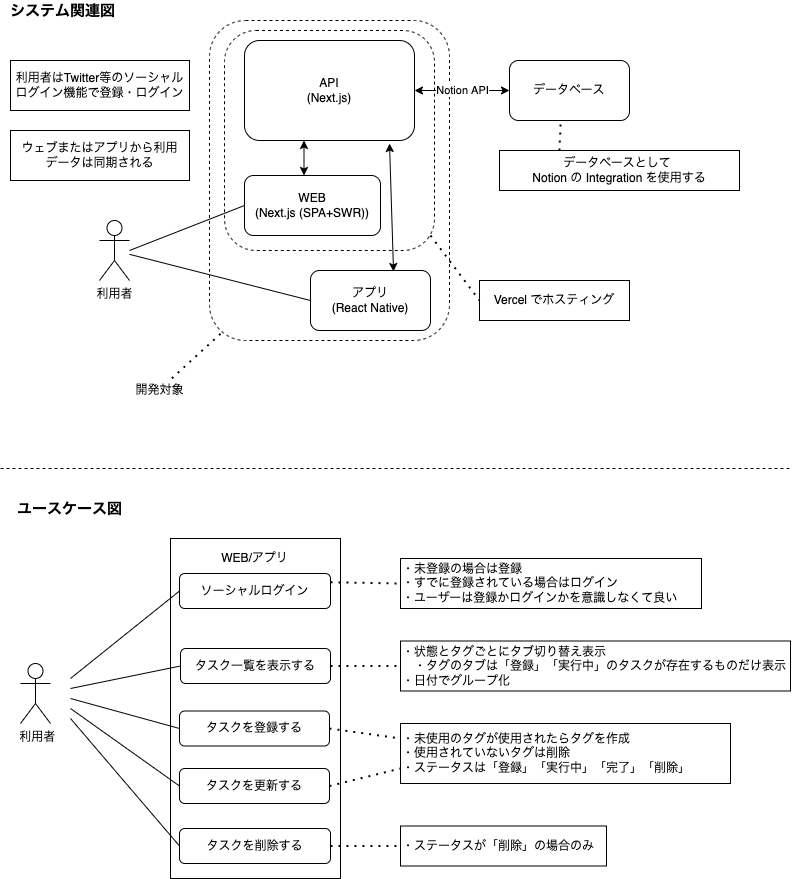 システム関連図
利用者はTwitter等のソーシャル
ログイン機能で登録・ログイン
ウェブまたはアプリから利用
データは同期される
API
(Next.js)
Notion API
データベース
データベースとして
Notion の Integration を使用する
WEB
(Next.js (SPA+SWR))
利用者
アプリ
(React Native)
Vercel でホスティング
開発対象
ユースケース図
WEB/アプリ
ソーシャルログイン
・未登録の場合は登録
・すでに登録されている場合はログイン
・ユーザーは登録かログインかを意識しなくて良い
タスク一覧を表示する
・状態とタグごとにタブ切り替え表示
・タグのタブは「登録」「実行中」のタスクが存在するものだけ表示
・日付でグループ化
利用者
タスクを登録する
・未使用のタグが使用されたらタグを作成
・使用されていないタグは削除
・ステータスは「登録」「実行中」「完了」「削除」
タスクを更新する
タスクを削除する
・ステータスが「削除」の場合のみ